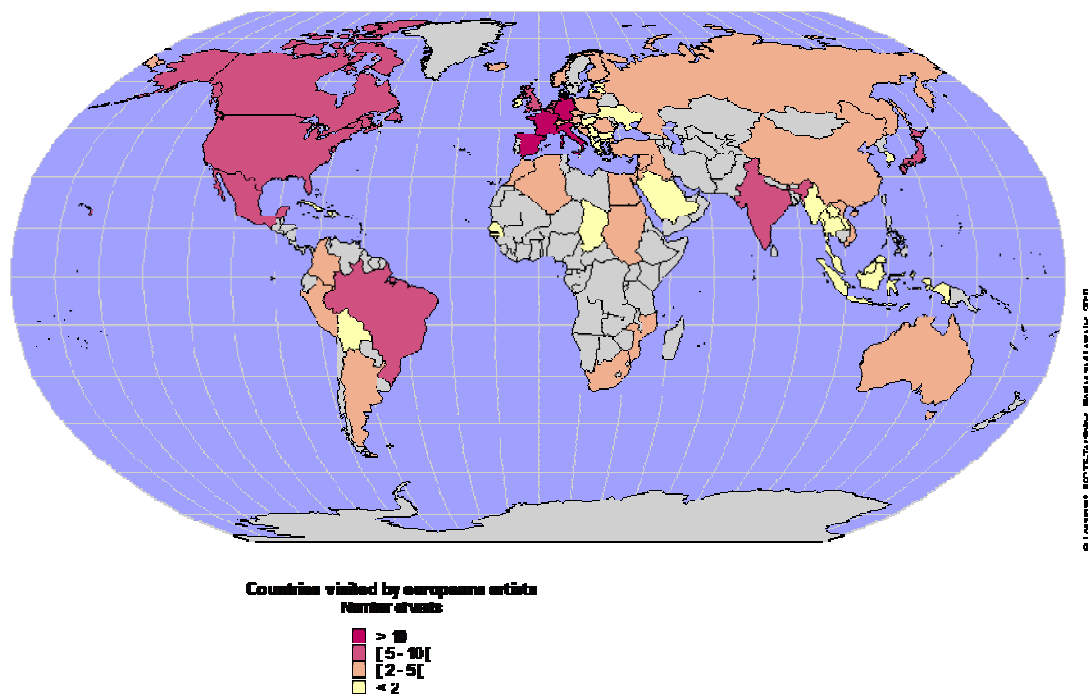 Countries visited by europeans artists
Number of visits
> 10
[ 5 - 10 [
[ 2 - 5 [
< 2